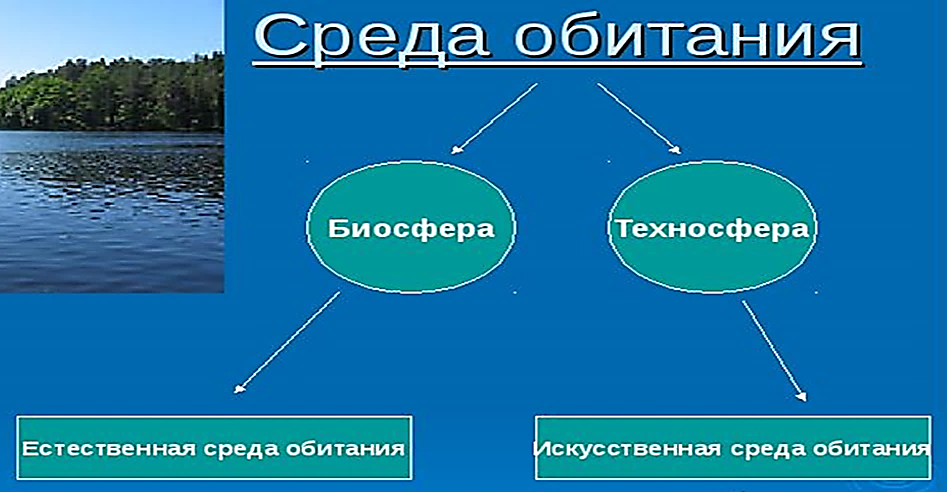 Среда обитания
Биосфера
Техносфера
Естественная среда обитания
Искусственная среда обитания